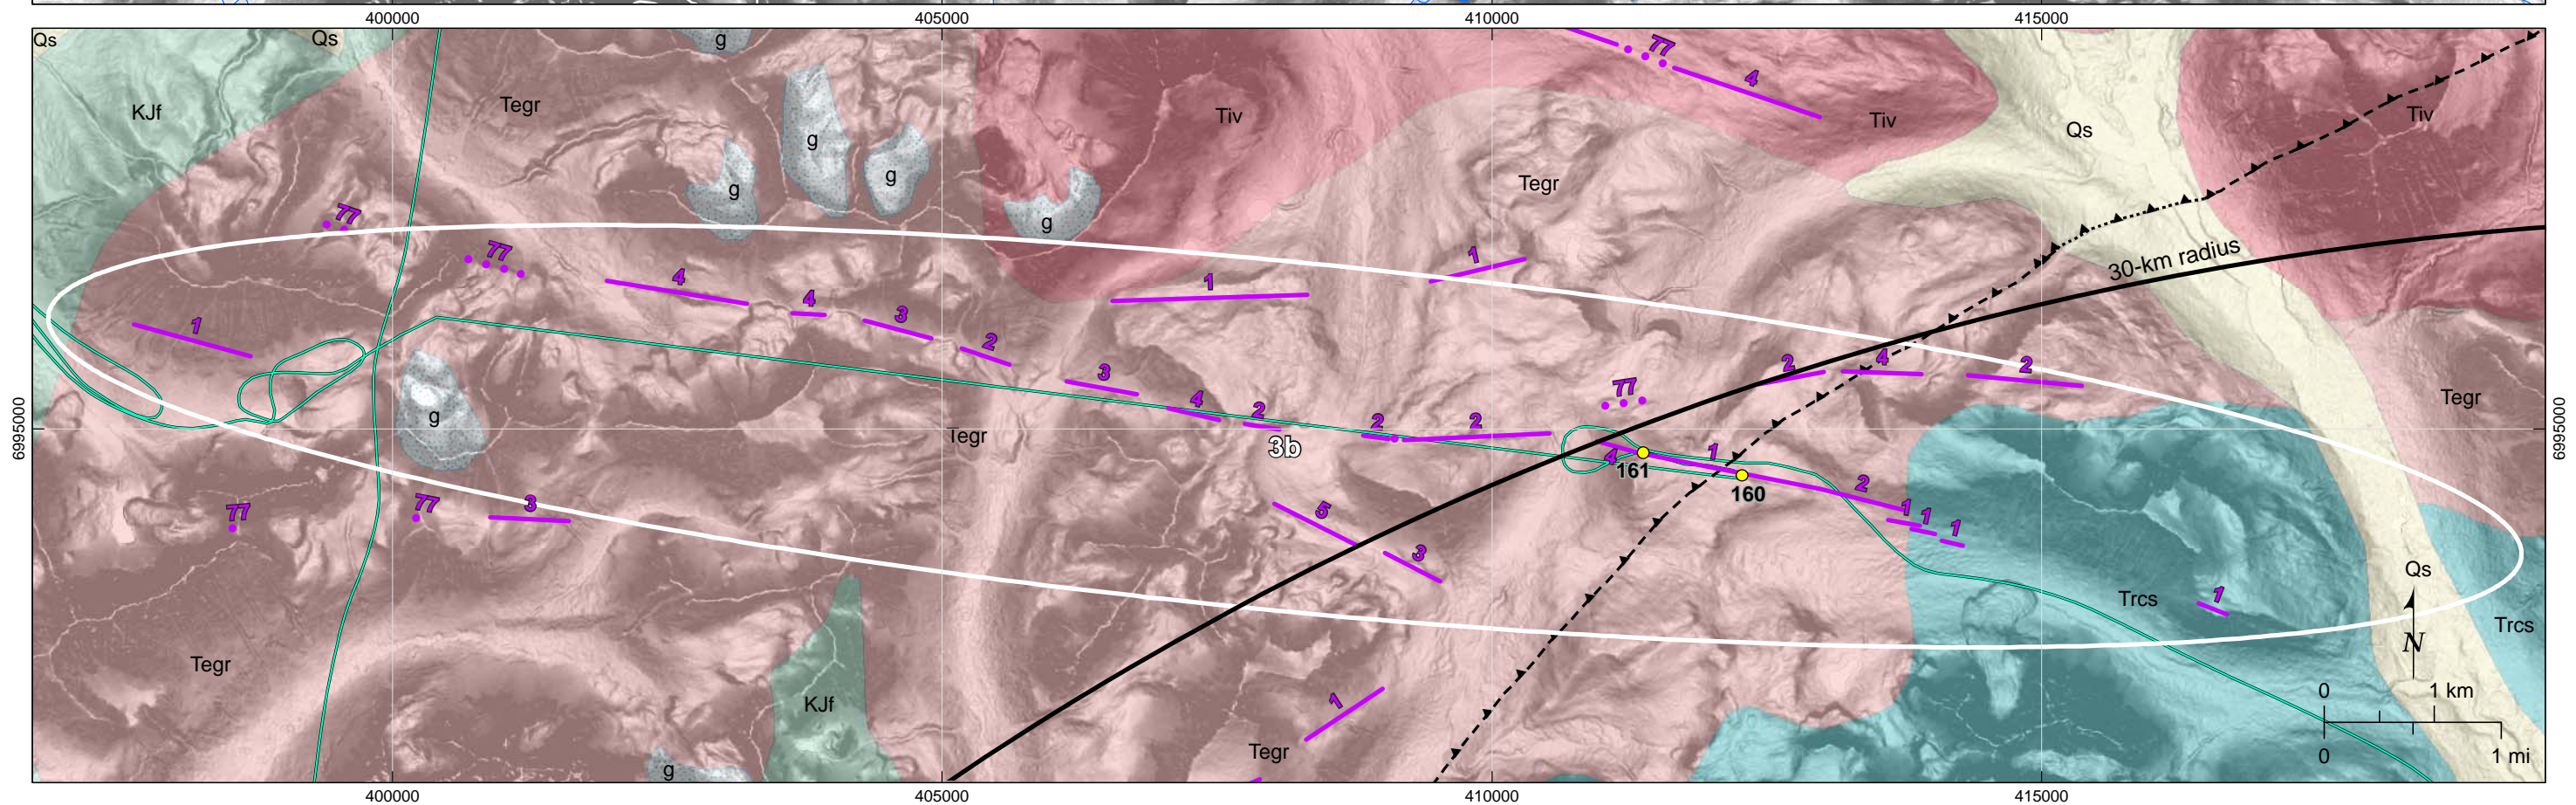 400000 405000 410000 415000
Qs Qs g 77
4
KJf Tegr g Tiv Tiv Qs Tiv
g g g Tegr
77
77 4 4 3 2 1 1 30-km radius
1
3 4 2 2 2 77 2 4 2
g Tegr Tegr
6995000 6995000
3b 4 161 1 160 2 1 1 1
77 77 3 5 3
Qs
Trcs 1 Trcs
N
Tegr KJf 1
0 1 km
Tegr g
0 1 mi
400000 405000 410000 415000